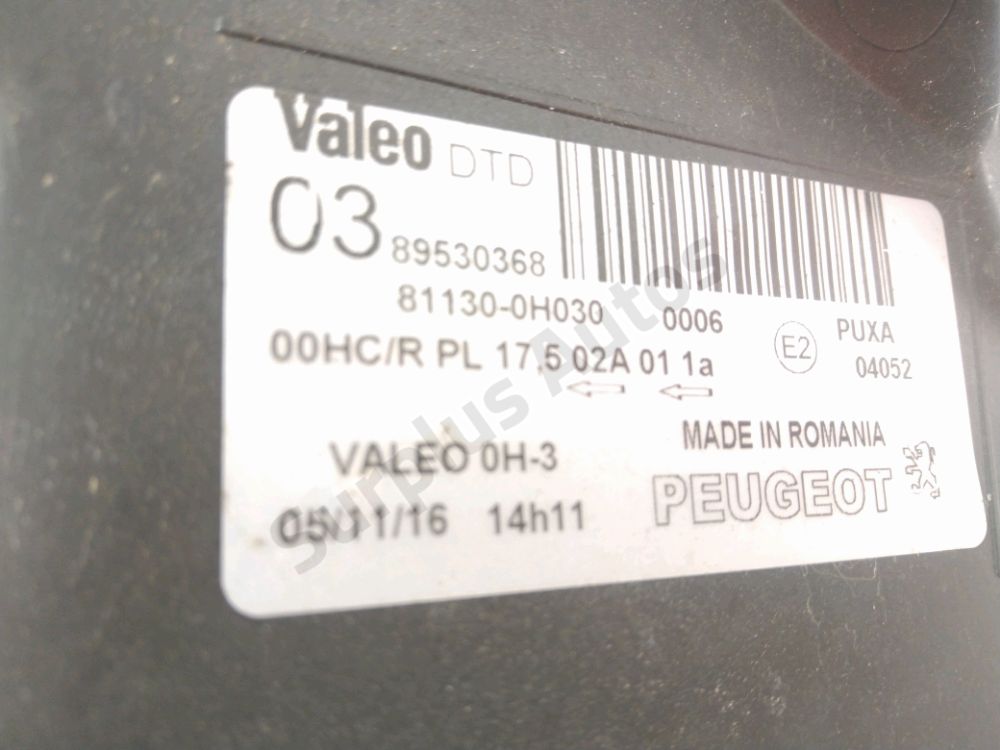 Valeo DTD
03 89530368
81130-0H030 0006
00HC/R PL 17,5 02A 01 1a
E2
PUXA
04052
VALEO 0H-3
MADE IN ROMANIA
05/11/16 14h11
PEUGEOT
Surplus Autos